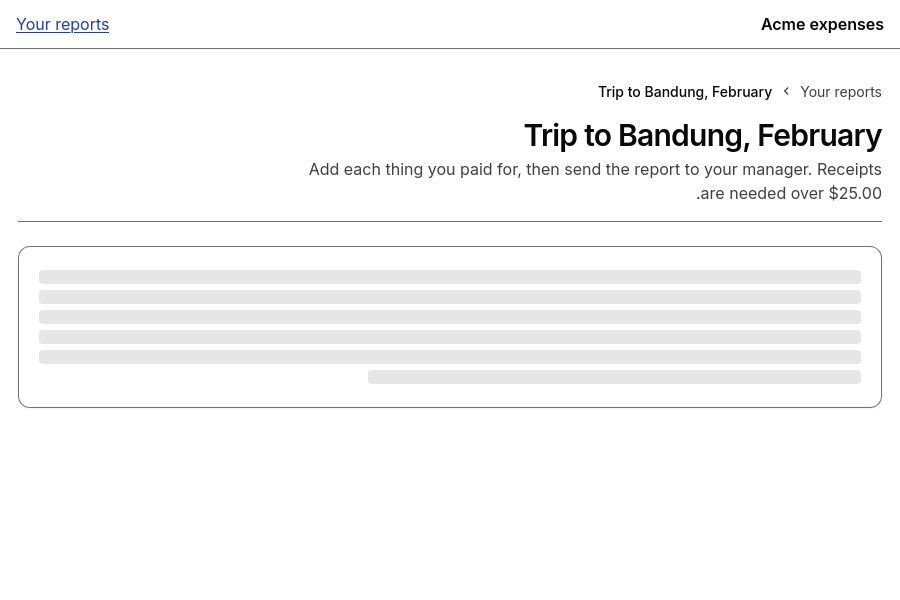 Acme expenses
Your reports
Your reports
Trip to Bandung, February
Trip to Bandung, February
Add each thing you paid for, then send the report to your manager. Receipts
are needed over $25.00.